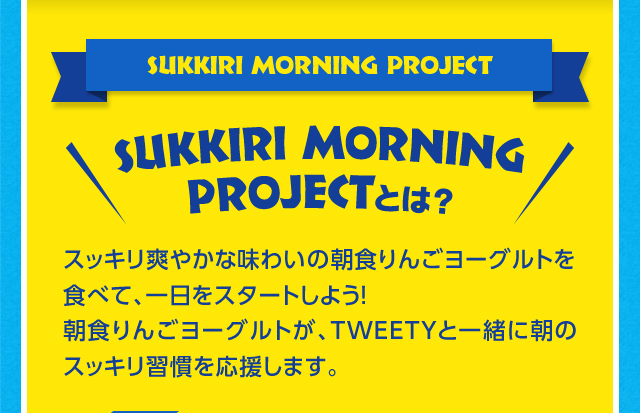 SUKKIRI MORNING PROJECT
SUKKIRI MORNING
PROJECTとは?
スッキリ爽やかな味わいの朝食りんごヨーグルトを
食べて、一日をスタートしよう!
朝食りんごヨーグルトが、TWEETYと一緒に朝の
スッキリ習慣を応援します。